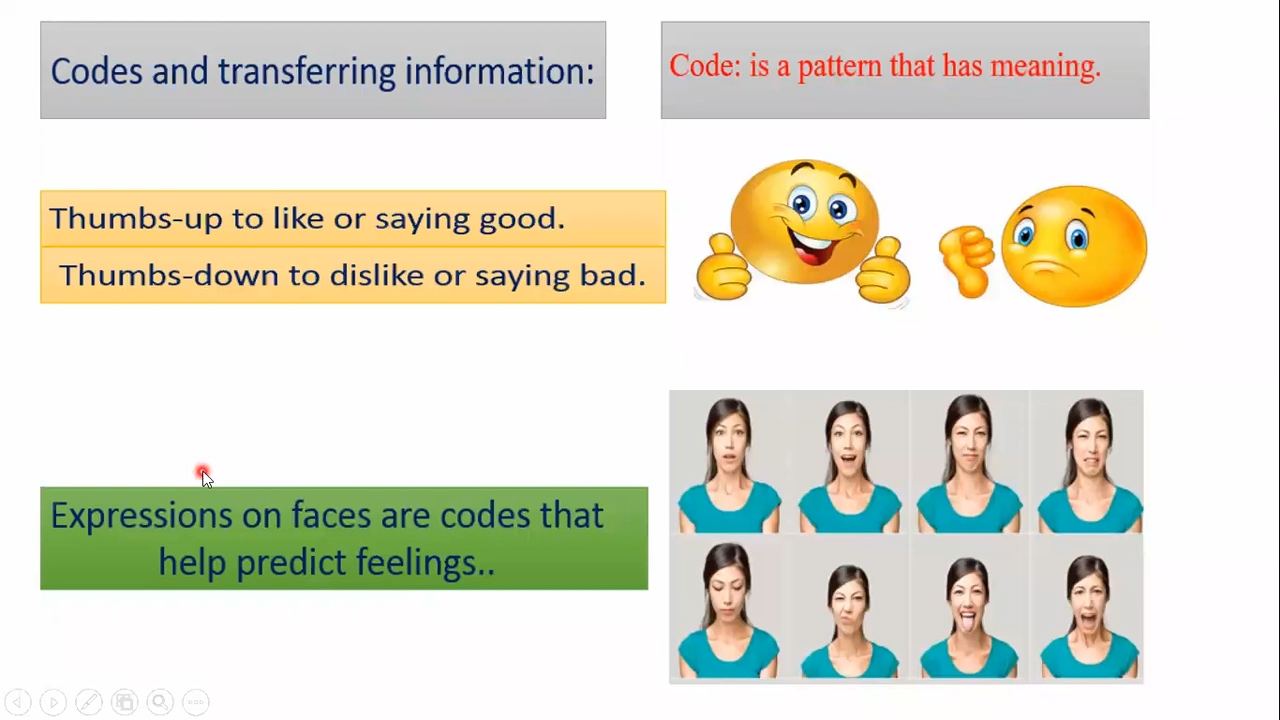 Codes and transferring information:
Code: is a pattern that has meaning.
Thumbs-up to like or saying good.
Thumbs-down to dislike or saying bad.
Expressions on faces are codes that
help predict feelings..